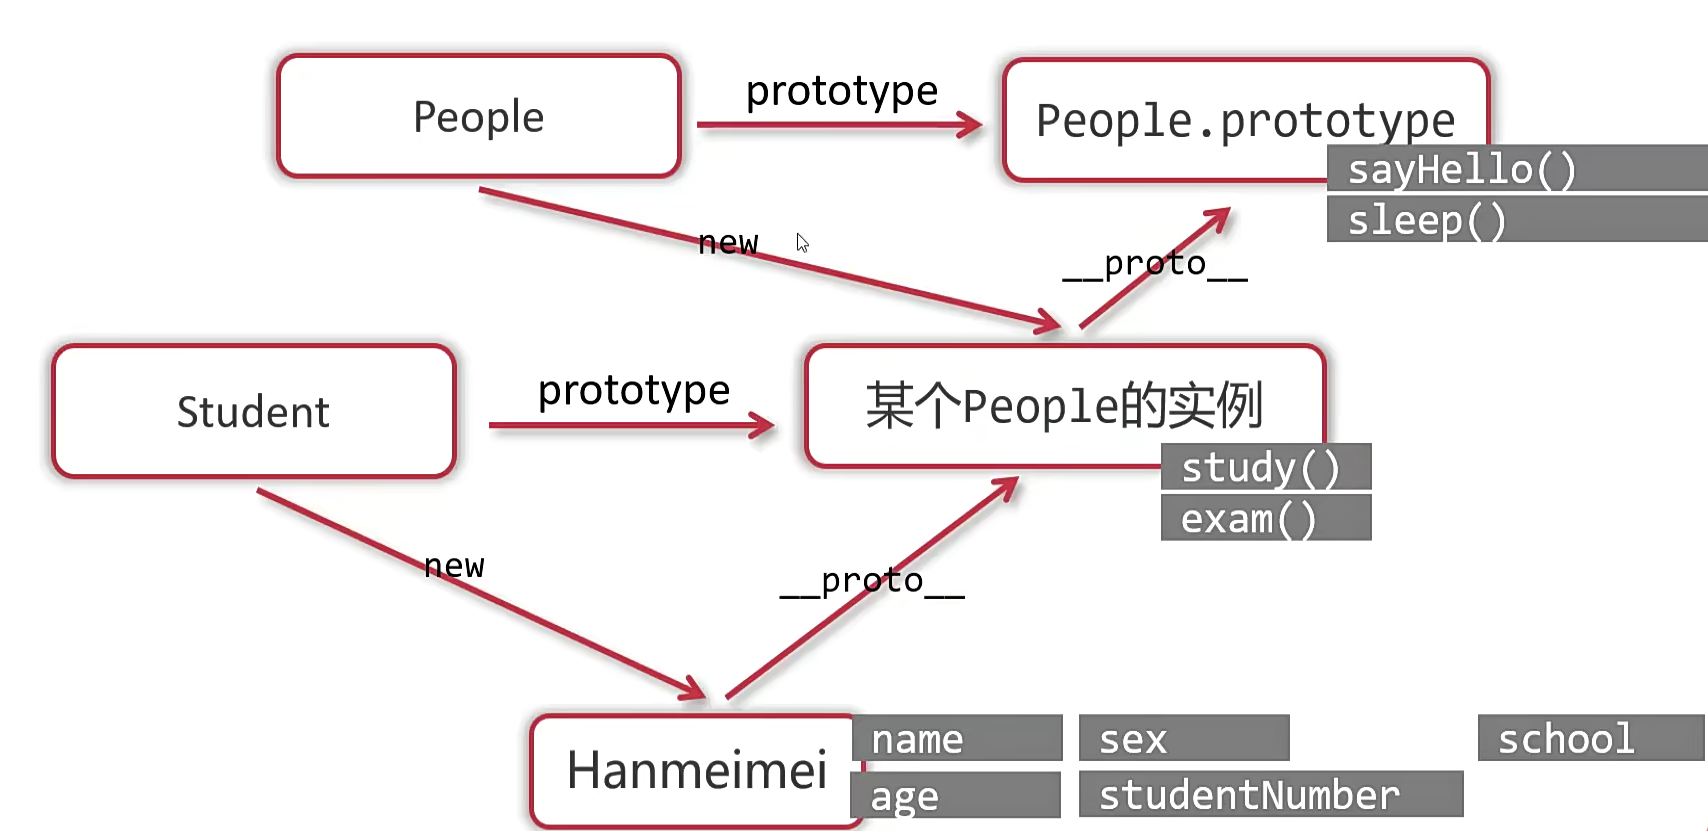 People
prototype
People.prototype
sayHello()
sleep()
new
__proto__
Student
prototype
某个People的实例
study()
exam()
new
__proto__
Hanmeimei
name
sex
school
age
studentNumber